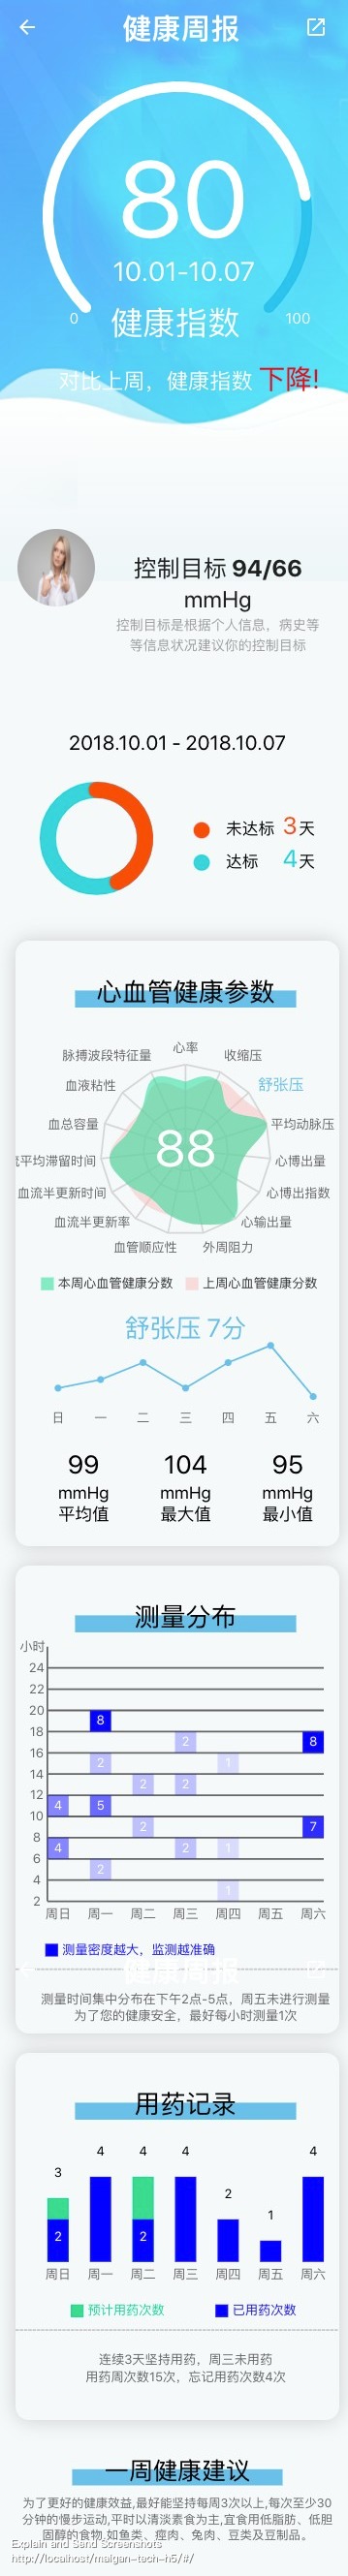 健康周报
80
10.01-10.07
0 健康指数 100
对比上周，健康指数 下降!
控制目标 94/66
mmHg
控制目标是根据个人信息，病史等
等信息状况建议你的控制目标
2018.10.01 - 2018.10.07
未达标 3天
达标 4天
心血管健康参数
心率
脉搏波段特征量 收缩压
血液粘性 舒张压
血总容量 平均动脉压
88
平均滞留时间 心博出量
血流半更新时间 心博出指数
血流半更新率 心输出量
血管顺应性 外周阻力
本周心血管健康分数 上周心血管健康分数
舒张压 7分
日 一 二 三 四 五 六
99 104 95
mmHg mmHg mmHg
平均值 最大值 最小值
测量分布
小时
24
22
20
8
18
2 8
16
2 1
14
2 2
12
4 5
10
2 7
8
4 2 1
6
2
4
1
2
周日 周一 周二 周三 周四 周五 周六
测量密度越大，监测越准确
健康周报
测量时间集中分布在下午2点-5点，周五未进行测量
为了您的健康安全，最好每小时测量1次
用药记录
3 4 4 4 2 1 4
2 2
周日 周一 周二 周三 周四 周五 周六
预计用药次数 已用药次数
连续3天坚持用药，周三未用药
用药周次数15次，忘记用药次数4次
一周健康建议
为了更好的健康效益,最好能坚持每周3次以上,每次至少30
分钟的慢步运动,平时以清淡素食为主,宜食用低脂肪、低胆
固醇的食物,如鱼类、瘦肉、兔肉、豆类及豆制品。
Explain and Send Screenshots
http://localhost/maigan-tech-h5/#/